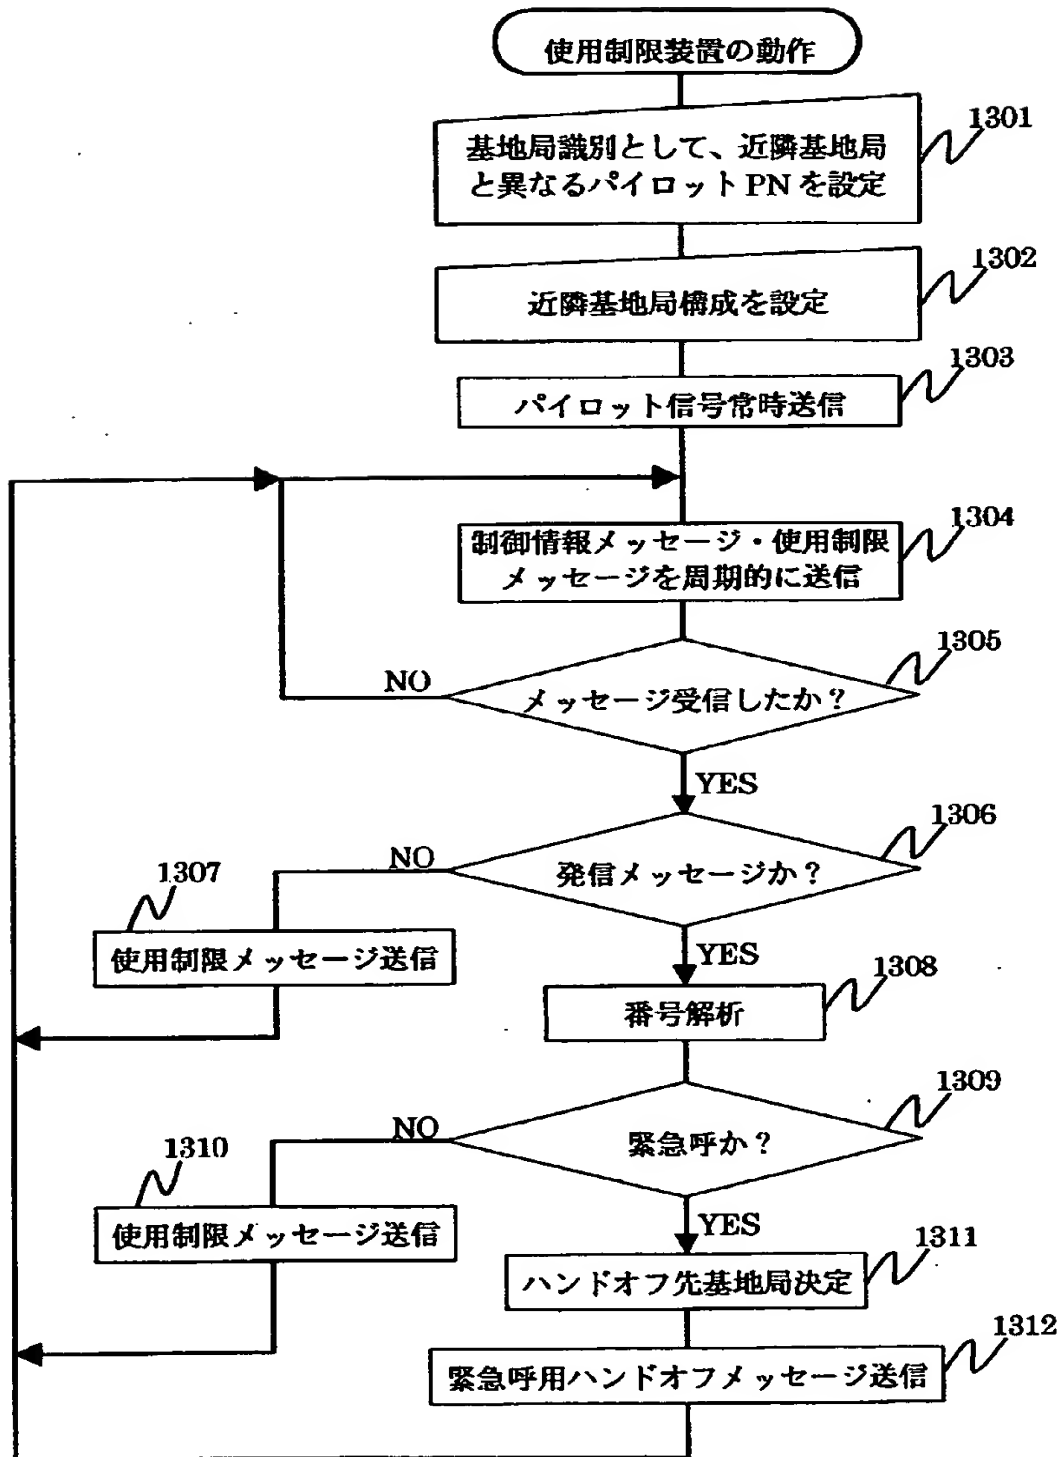 使用制限装置の動作
1301
基地局識別として、近隣基地局
と異なるパイロット PN を設定
1302
近隣基地局構成を設定
1303
パイロット信号常時送信
1304
制御情報メッセージ・使用制限
メッセージを周期的に送信
1305
NO
メッセージ受信したか？
YES
1306
NO
発信メッセージか？
1307
使用制限メッセージ送信
YES
1308
番号解析
1309
NO
緊急呼か？
1310
使用制限メッセージ送信
YES
1311
ハンドオフ先基地局決定
1312
緊急呼用ハンドオフメッセージ送信